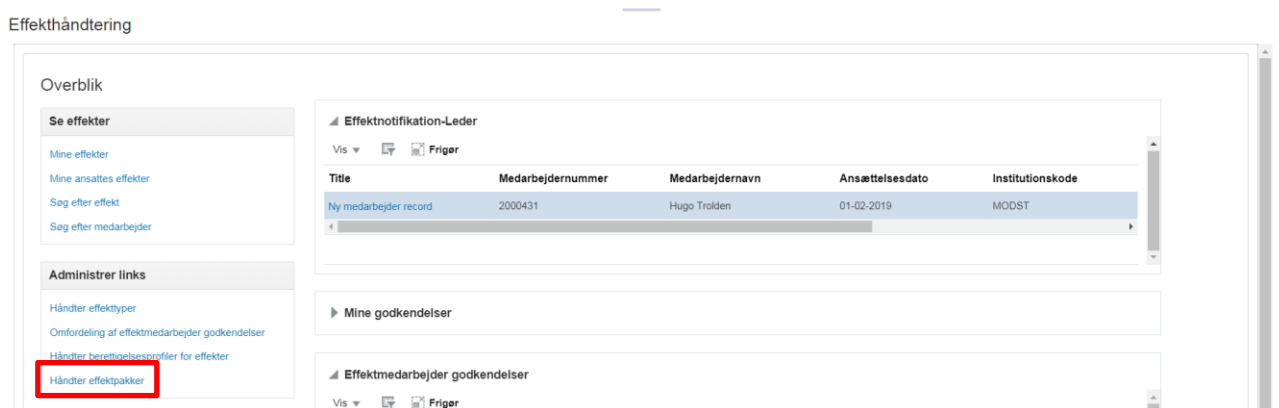 Effekthåndtering
Overblik
Se effekter
Mine effekter
Mine ansattes effekter
Søg efter effekt
Søg efter medarbejder
Administrer links
Håndter effekttyper
Omfordeling af effektmedarbejder godkendelser
Håndter berettigelsesprofiler for effekter
Håndter effektpakker
Effektnotifikation-Leder
Vis Frigør
Title Medarbejdernummer Medarbejdernavn Ansættelsesdato Institutionskode
Ny medarbejder record 2000431 Hugo Trolden 01-02-2019 MODST
Mine godkendelser
Effektmedarbejder godkendelser
Vis Frigør